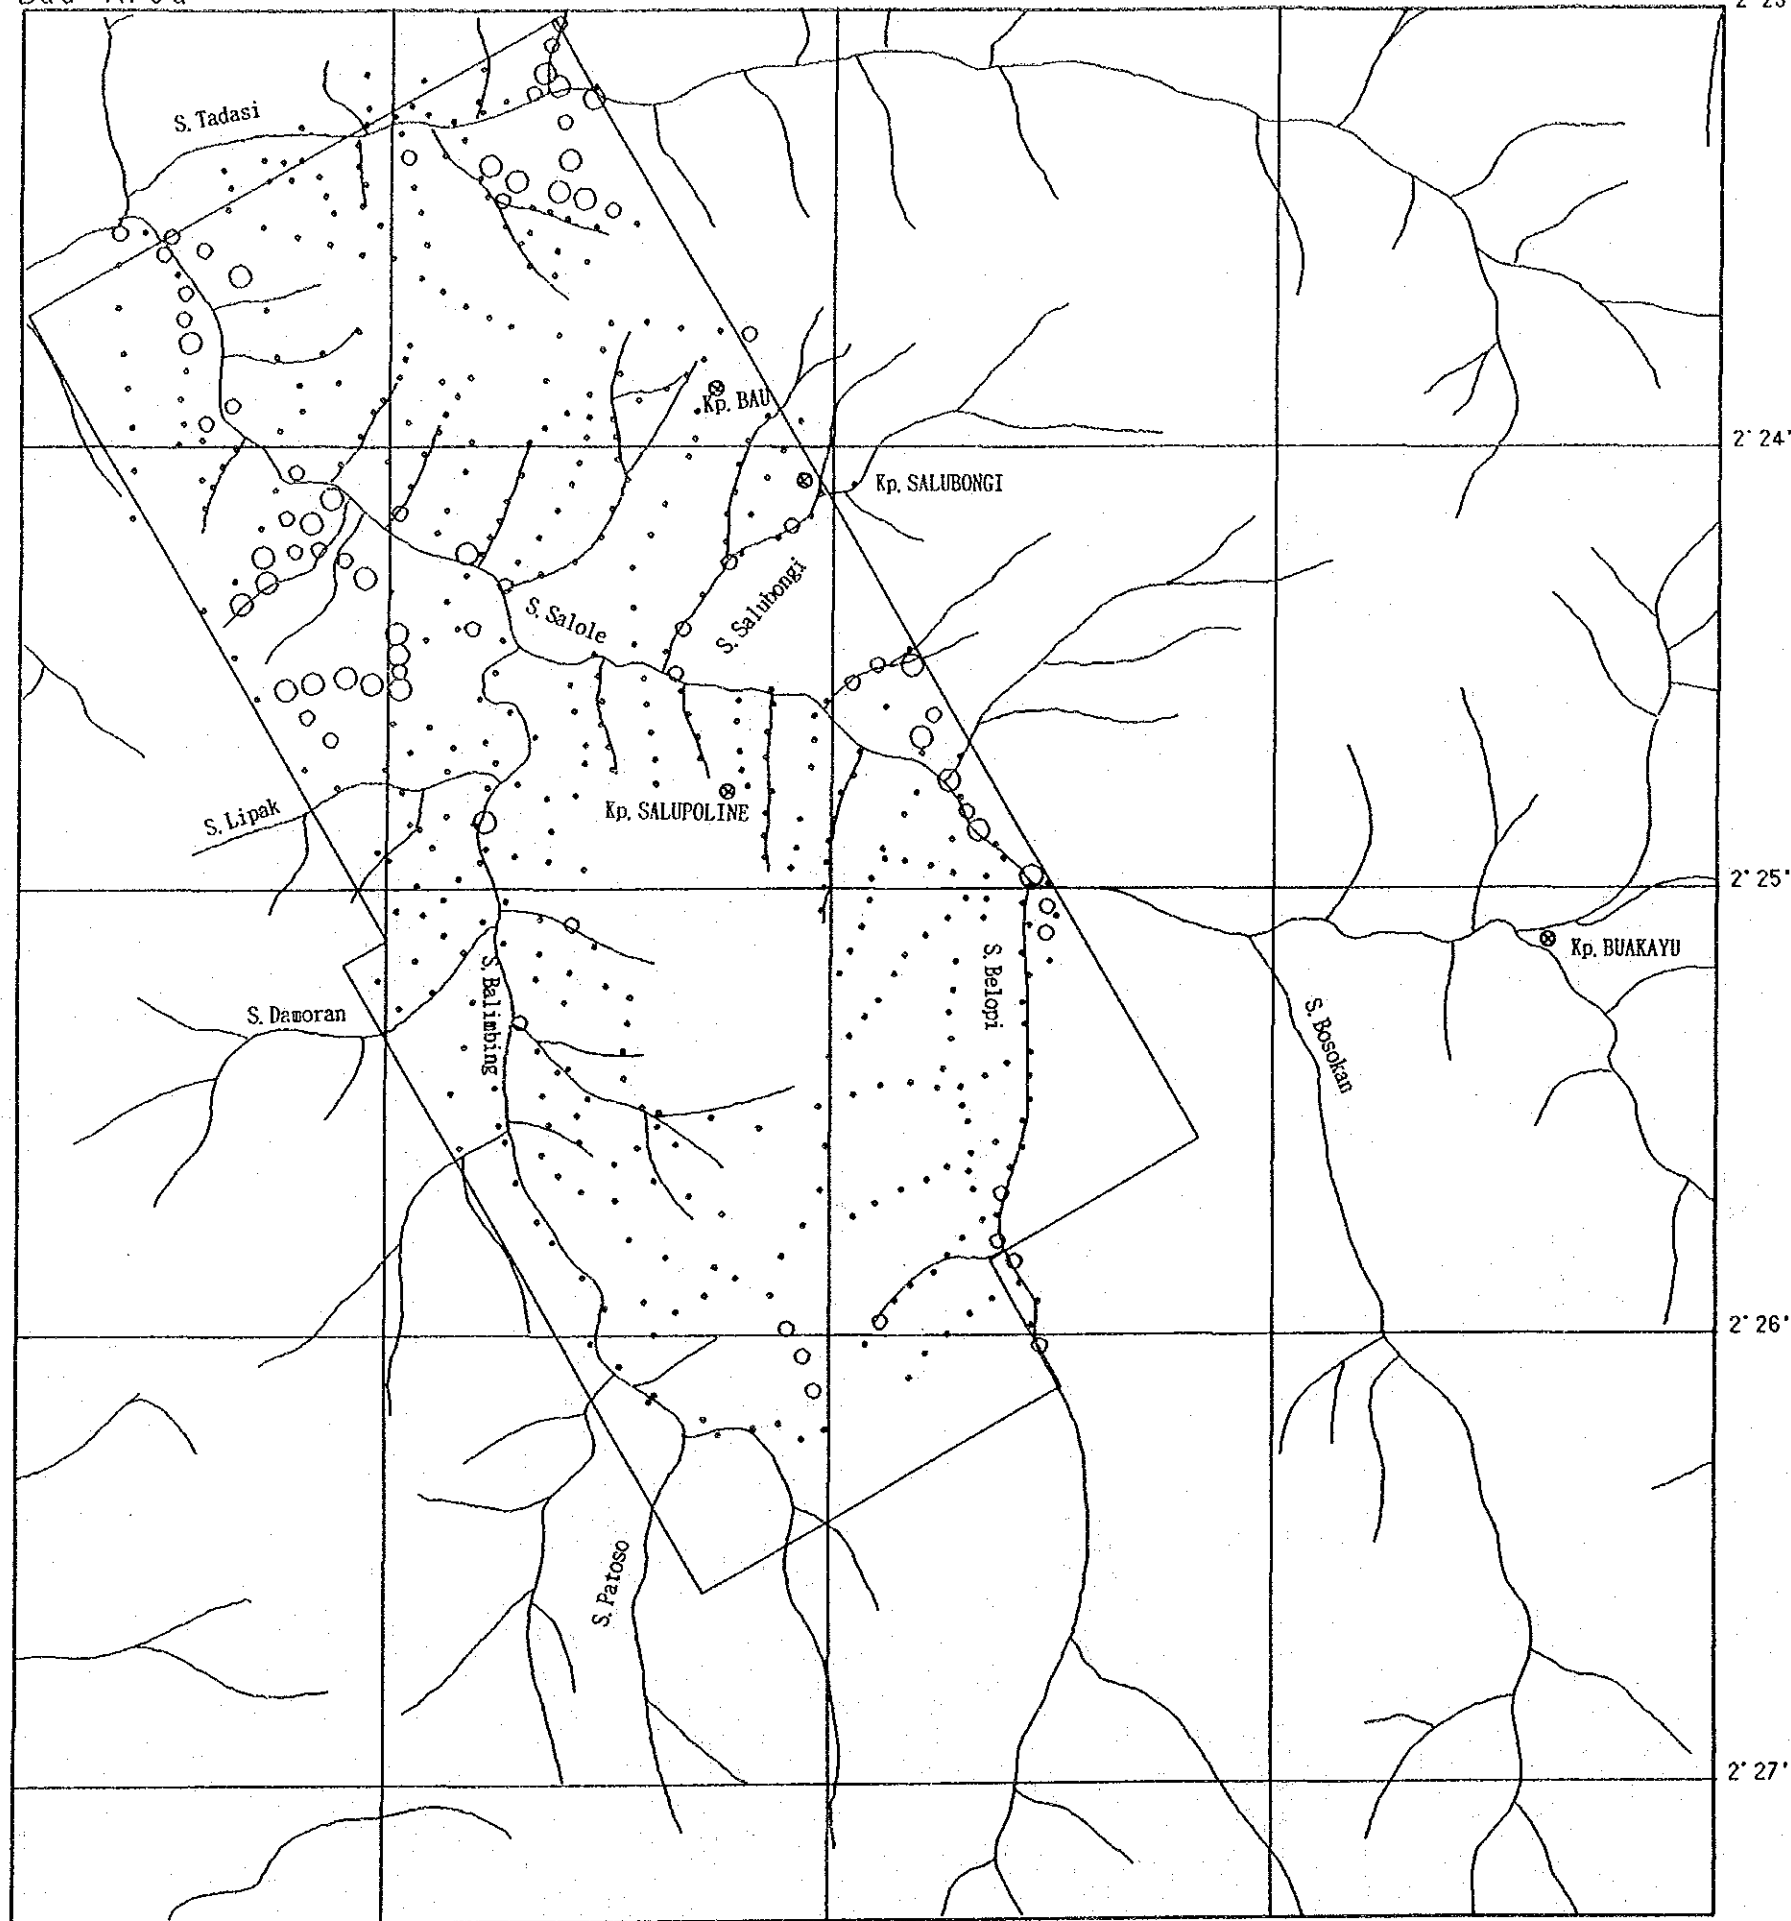 S. Tadasi
Kp. BAU
2° 24'
Kp. SALUBONGI
S. Salole
S. Salubongi
S. Lipak
Kp. SALUPOLINE
2° 25'
Kp. BUAKAYU
S. Damoran
S. Balimbing
S. Belopi
S. Bosokan
2° 26'
S. Patoso
2° 27'